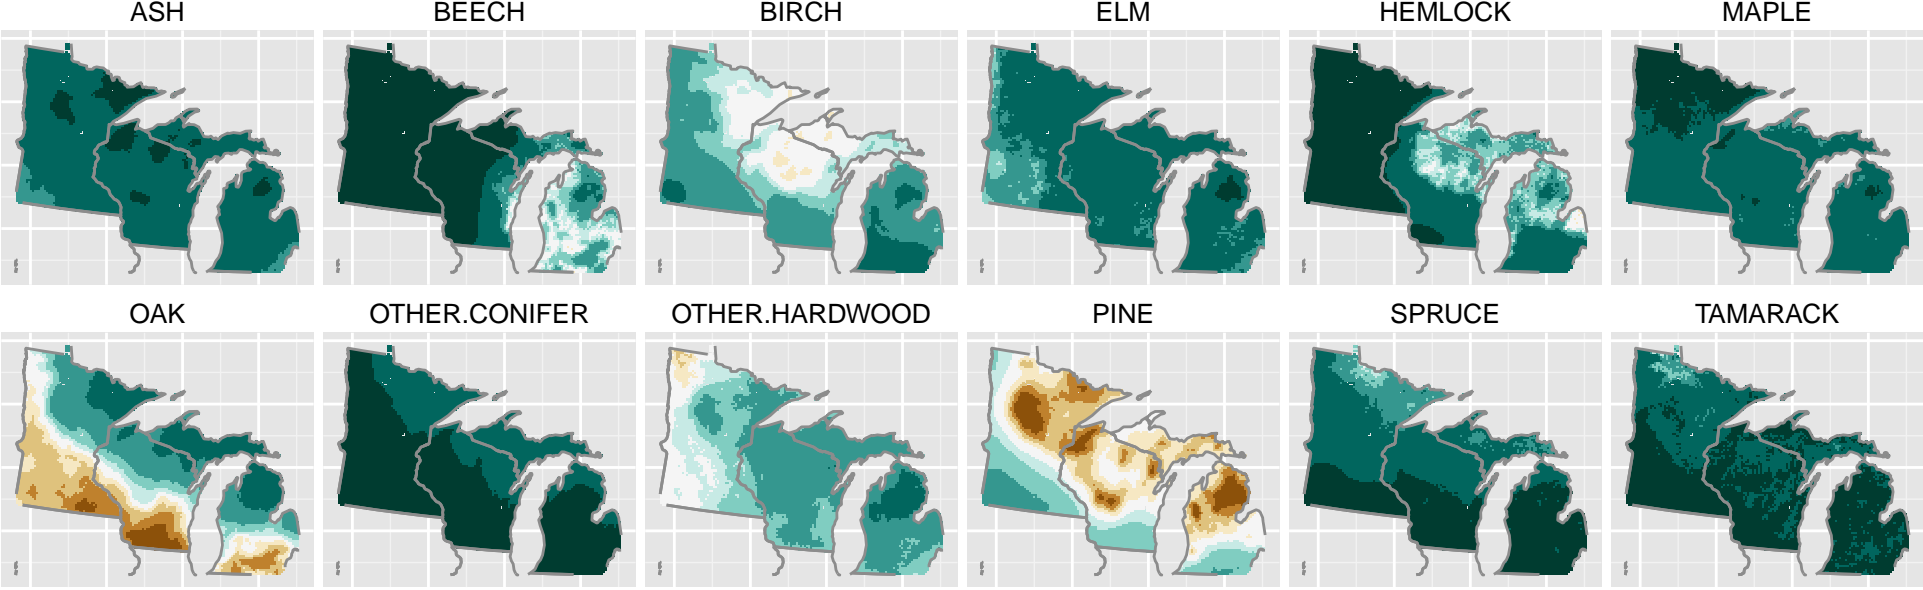 ASH BEECH BIRCH ELM HEMLOCK MAPLE
OAK OTHER.CONIFER OTHER.HARDWOOD PINE SPRUCE TAMARACK